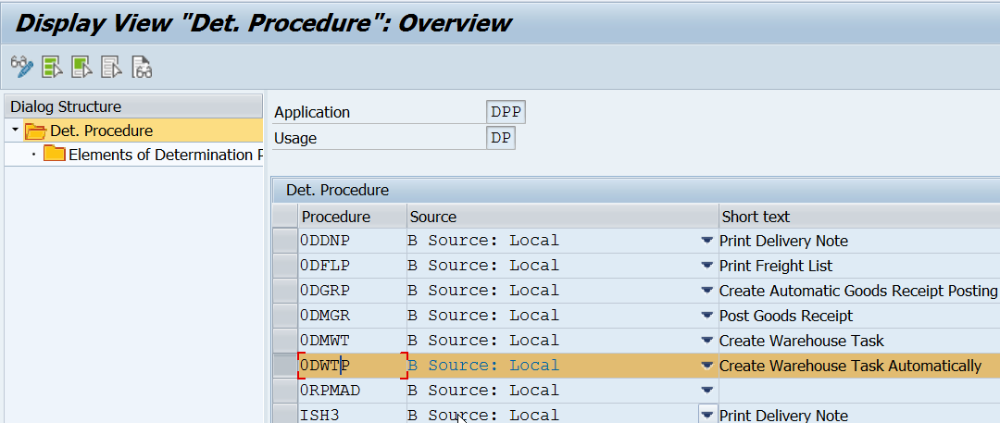 Display View "Det. Procedure": Overview
Dialog Structure
Det. Procedure
Elements of Determination P
Application DPP
Usage DP
Det. Procedure
Procedure Source Short text
0DDNP B Source: Local Print Delivery Note
0DFLP B Source: Local Print Freight List
0DGRP B Source: Local Create Automatic Goods Receipt Posting
0DMGR B Source: Local Post Goods Receipt
0DMWT B Source: Local Create Warehouse Task
0DWTP B Source: Local Create Warehouse Task Automatically
0RPMAD B Source: Local
ISH3 B Source: Local Print Delivery Note